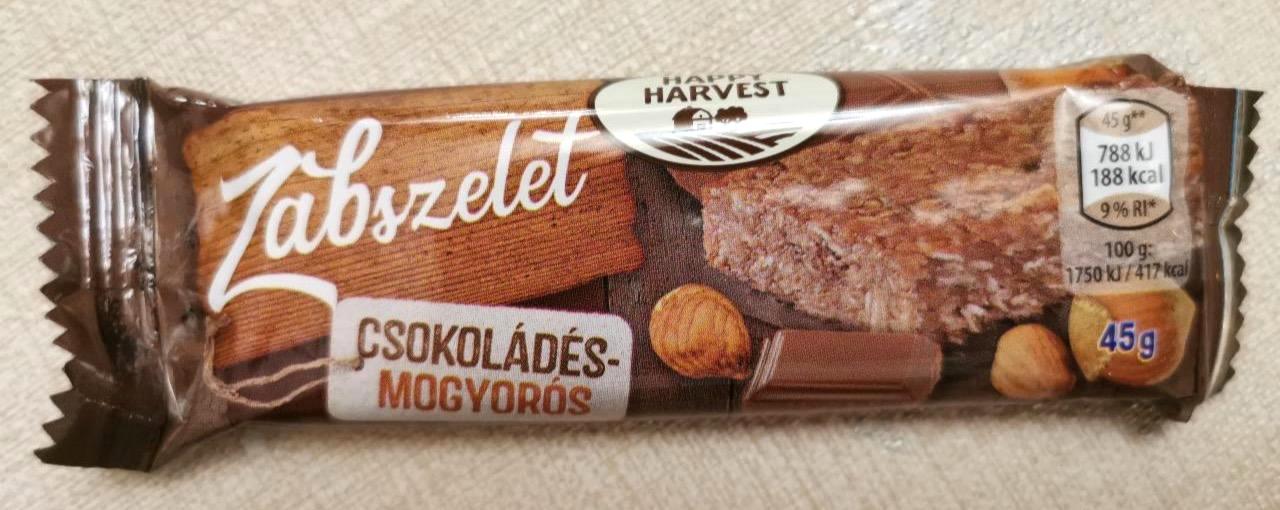 HAPPY
HARVEST
Zabszelet
CSOKOLÁDÉS-
MOGYORÓS
45 g**
788 kJ
188 kcal
9 % RI*
100 g:
1750 kJ / 417 kcal
45g